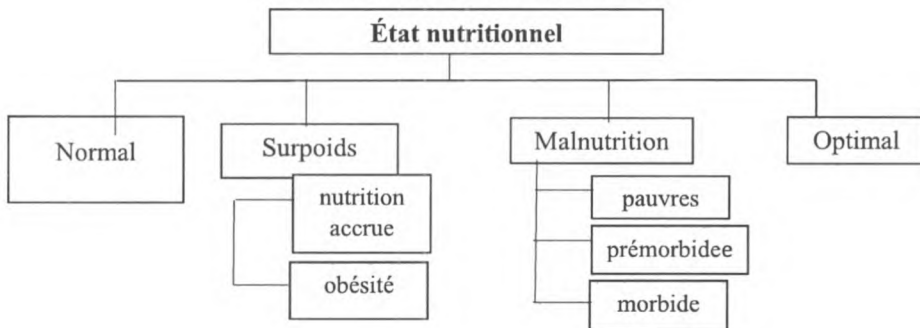 État nutritionnel
Normal
Surpoids
nutrition
accrue
obésité
Malnutrition
pauvres
prémorbidee
morbide
Optimal